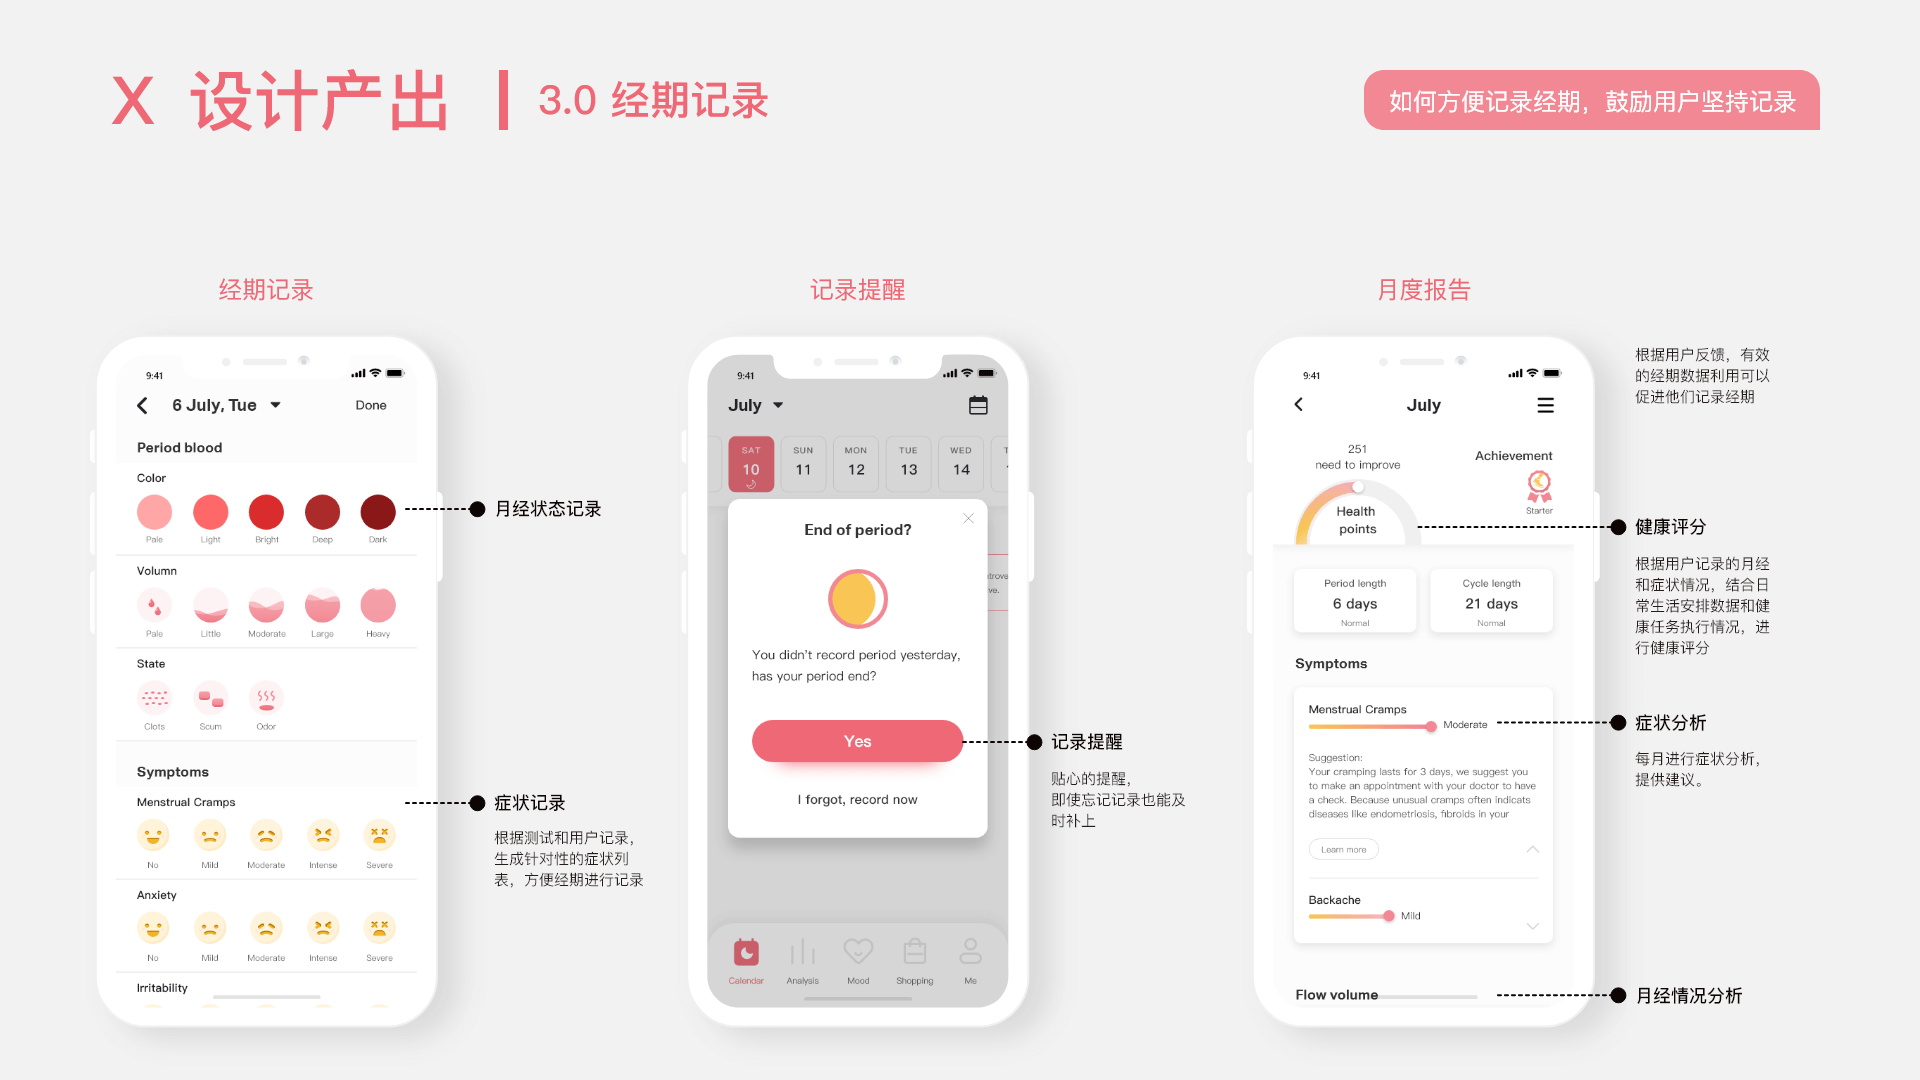 X 设计产出
3.0 经期记录
如何方便记录经期，鼓励用户坚持记录
经期记录
9:41
6 July, Tue
Done
Period blood
Color
Pale Light Bright Deep Dark
Volumn
Pale Little Moderate Large Heavy
State
Clots Scum Odor
Symptoms
Menstrual Cramps
No Mild Moderate Intense Severe
Anxiety
No Mild Moderate Intense Severe
Irritability
月经状态记录
症状记录
根据测试和用户记录，
生成针对性的症状列
表，方便经期进行记录
记录提醒
9:41
July
SAT SUN MON TUE WED T
10 11 12 13 14
trove
ve.
End of period?
You didn't record period yesterday,
has your period end?
Yes
I forgot, record now
Calendar Analysis Mood Shopping Me
记录提醒
贴心的提醒，
即使忘记记录也能及
时补上
月度报告
9:41
July
251
need to improve
Health
points
Achievement
Starter
Period length
6 days
Normal
Cycle length
21 days
Normal
Symptoms
Menstrual Cramps
Moderate
Suggestion:
Your cramping lasts for 3 days, we suggest you
to make an appointment with your doctor to have
a check. Because unusual cramps often indicats
diseases like endometriosis, fibroids in your
Learn more
Backache
Mild
Flow volume
根据用户反馈，有效
的经期数据利用可以
促进他们记录经期
健康评分
根据用户记录的月经
和症状情况，结合日
常生活安排数据和健
康任务执行情况，进
行健康评分
症状分析
每月进行症状分析，
提供建议。
月经情况分析